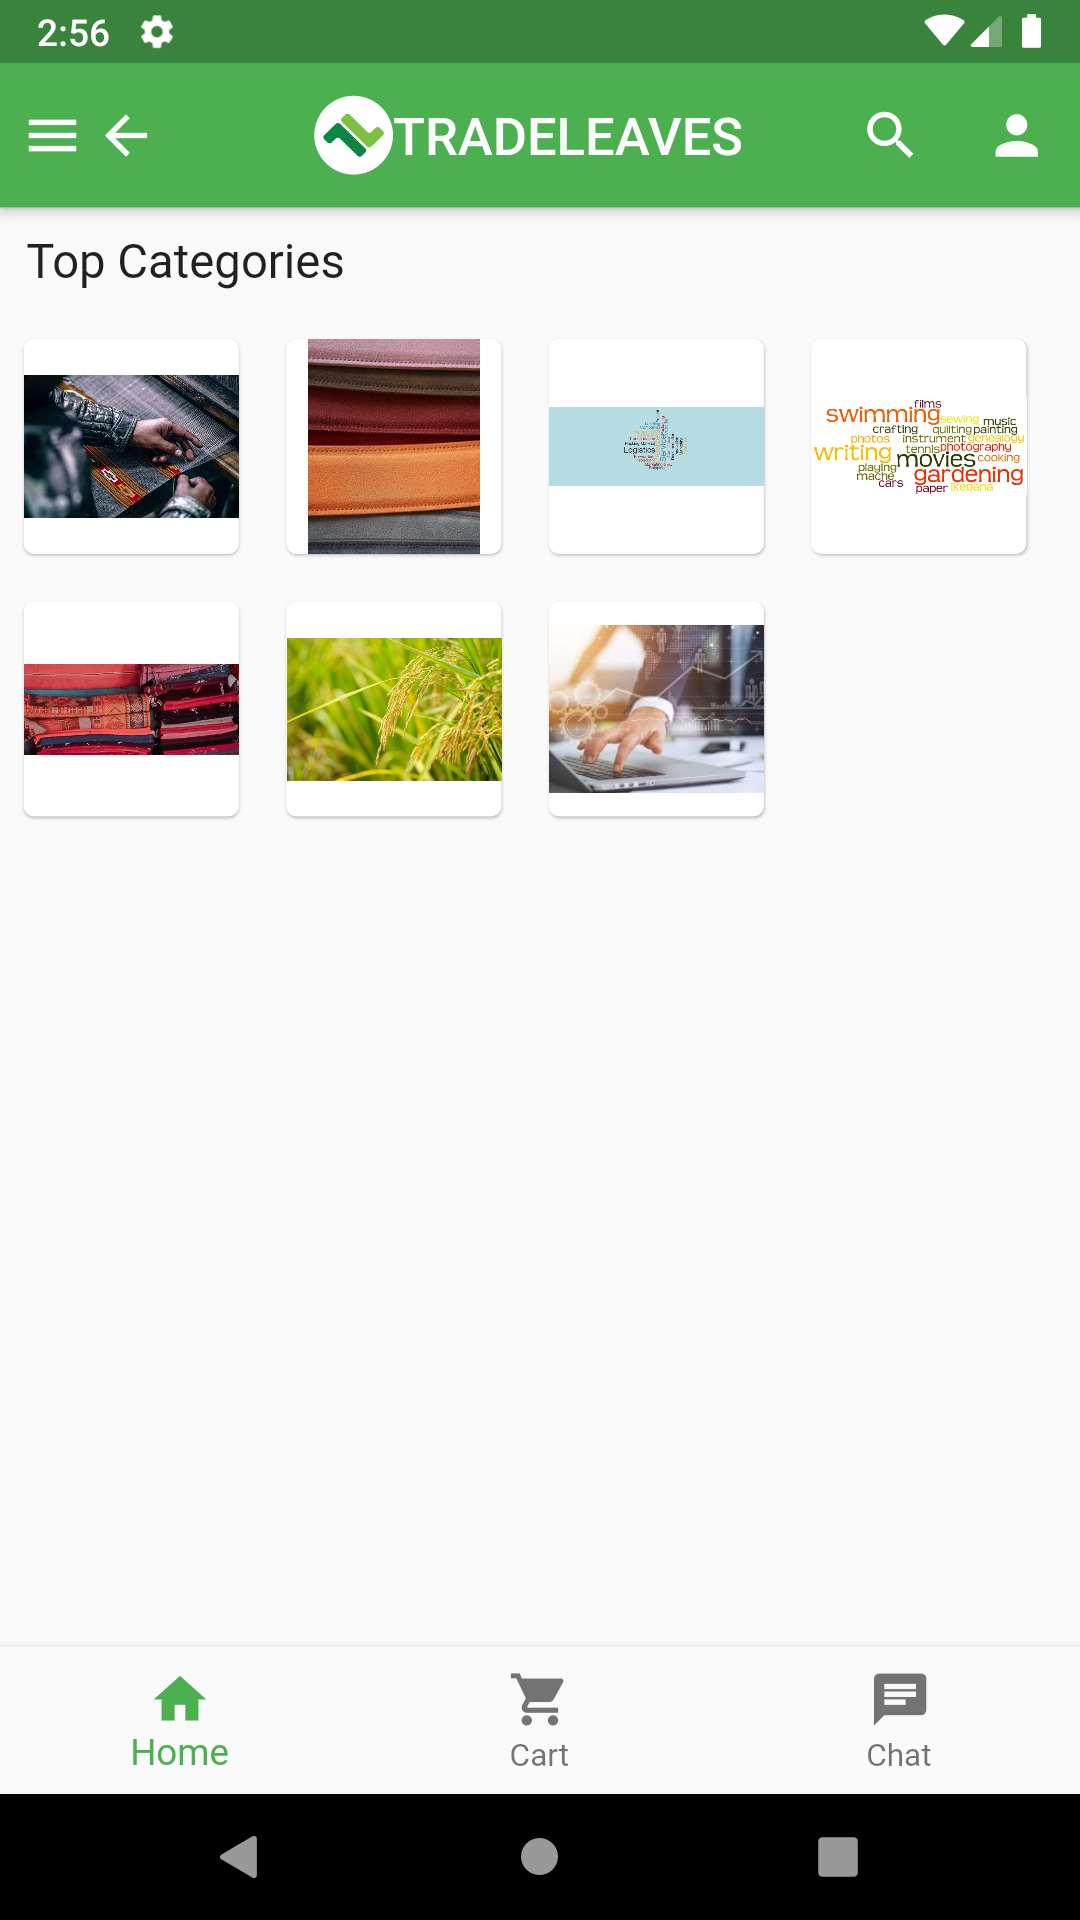 2:56
TRADELEAVES
Top Categories
Logistics
films
swimming sewing music
crafting quilting painting
photos instrument genealogy
writing tennis photography
playing movies cooking
mache gardening
cars paper ikebana
Home
Cart
Chat